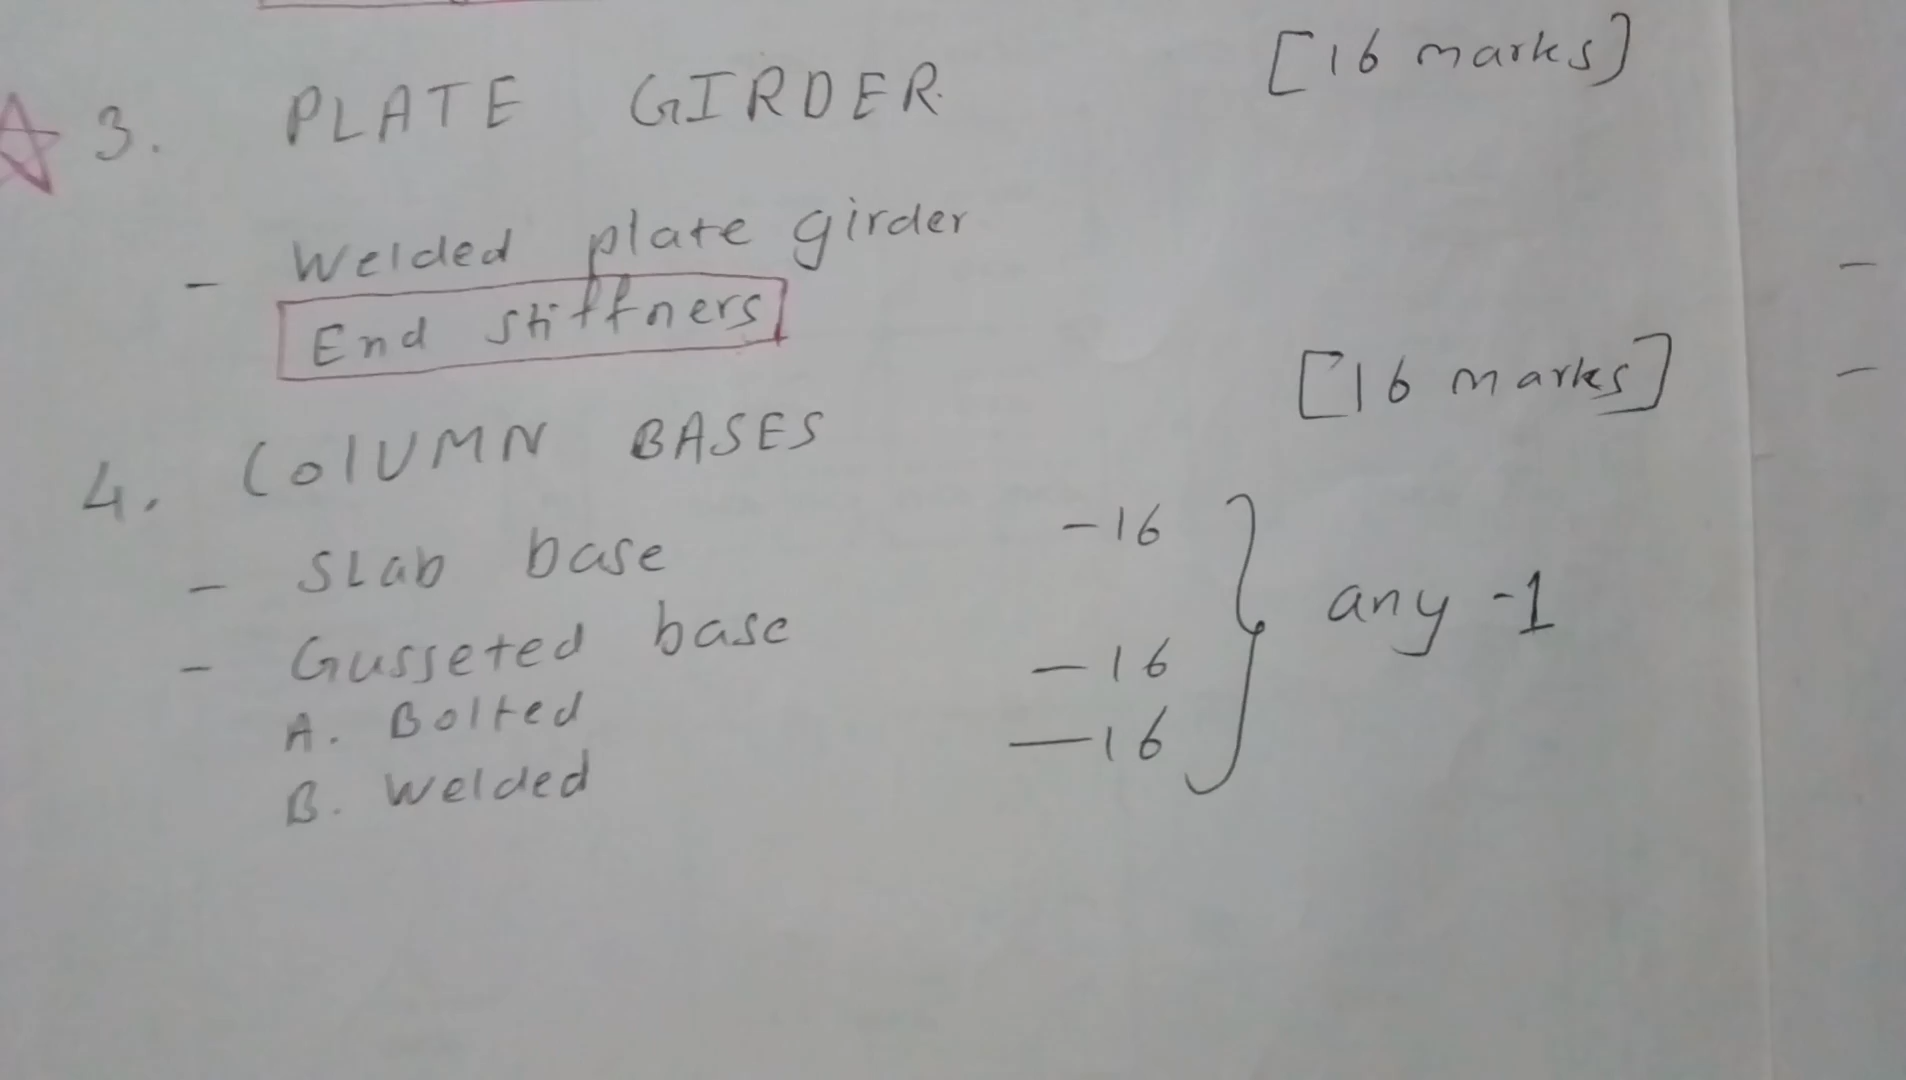 3. PLATE GIRDER [16 marks]
- Welded plate girder
End stiffners
4. COlUMN BASES [16 marks]
- SLab base -16
- Gusseted base -16
A. Bolted -16
B. Welded
any -1